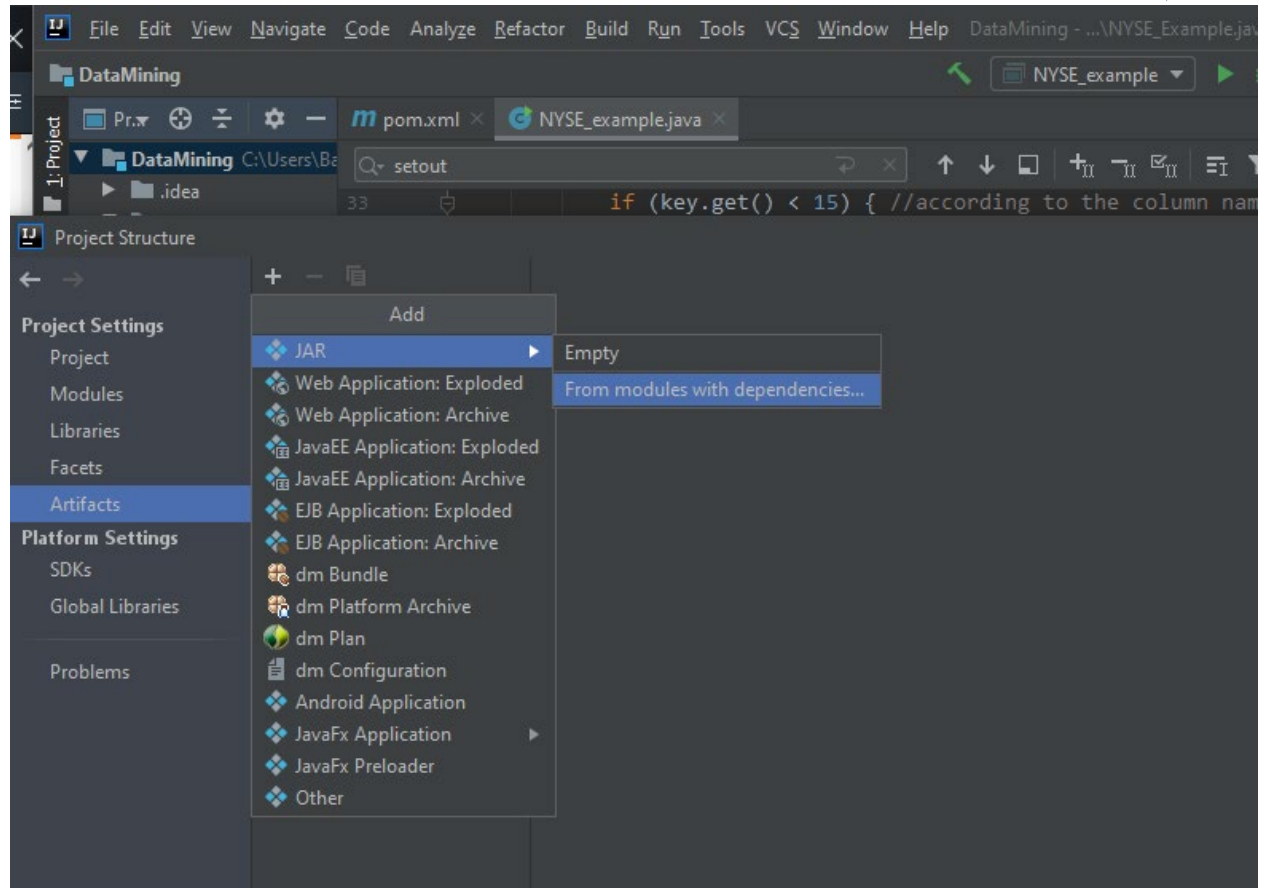 File Edit View Navigate Code Analyze Refactor Build Run Tools VCS Window Help DataMining - ...\NYSE_Example.jav
DataMining NYSE_example
1: Project Pr... pom.xml NYSE_example.java
DataMining C:\Users\Ba setout
.idea
33 if (key.get() < 15) { //according to the column nam
Project Structure
Add
Project Settings
JAR Empty
Project
Web Application: Exploded From modules with dependencies...
Modules
Web Application: Archive
Libraries
JavaEE Application: Exploded
Facets
JavaEE Application: Archive
Artifacts
EJB Application: Exploded
Platform Settings
EJB Application: Archive
SDKs
dm Bundle
Global Libraries
dm Platform Archive
dm Plan
Problems
dm Configuration
Android Application
JavaFx Application
JavaFx Preloader
Other